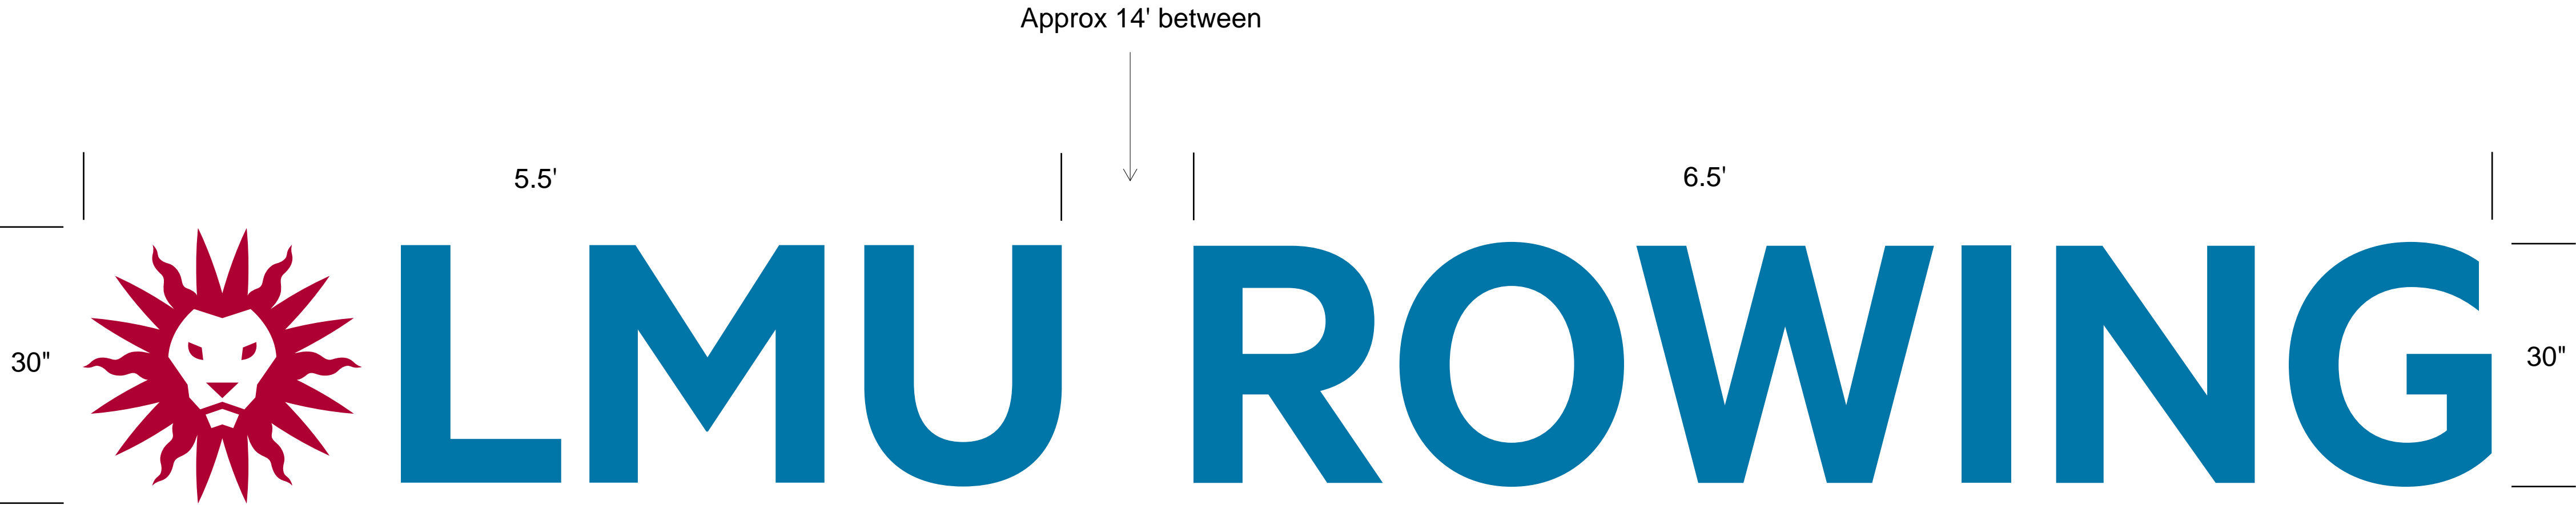 Approx 14' between
5.5'
6.5'
30"
LMU ROWING
30"